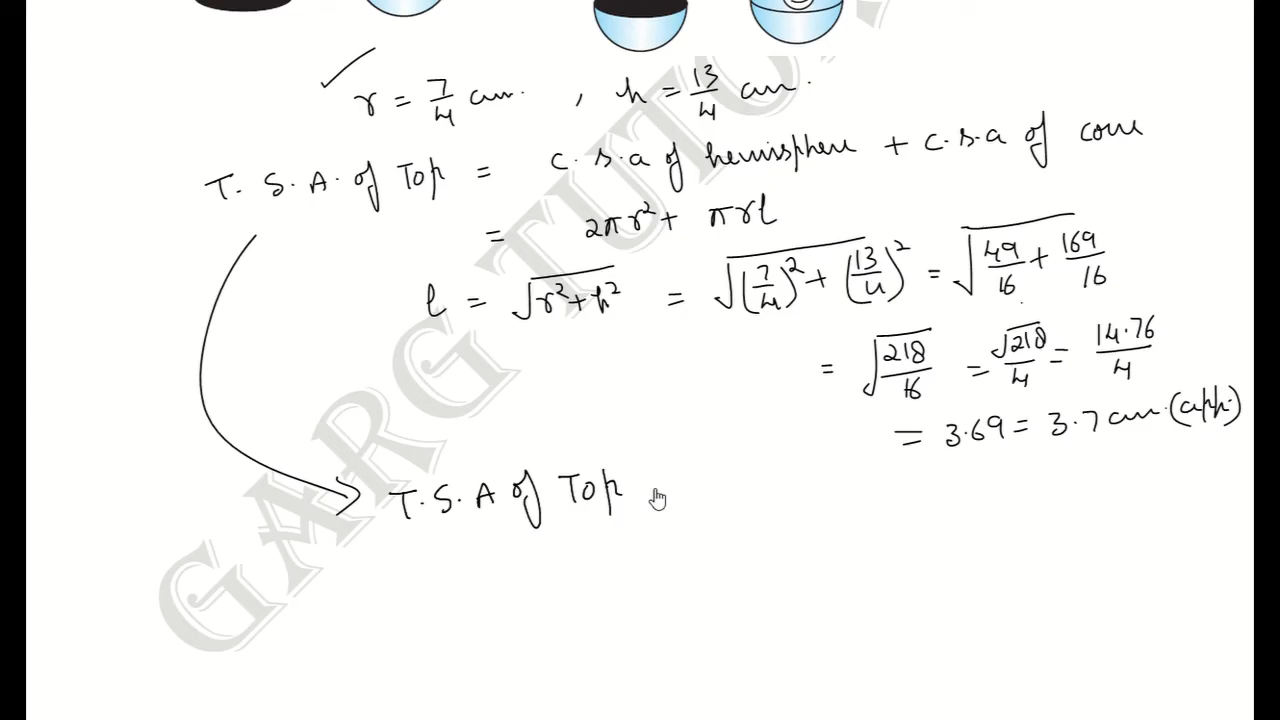 r = 7/4 cm. , h = 13/4 cm.
T. S. A. of Top = C.S.a of hemisphere + C.S.a of cone
= 2πr² + πrl
l = √(r²+h²) = √((7/4)² + (13/4)²) = √(49/16 + 169/16)
= √(218/16) = √218/4 = 14.76/4
= 3.69 = 3.7 cm. (aph.)
T. S. A of Top
GARG TUTO